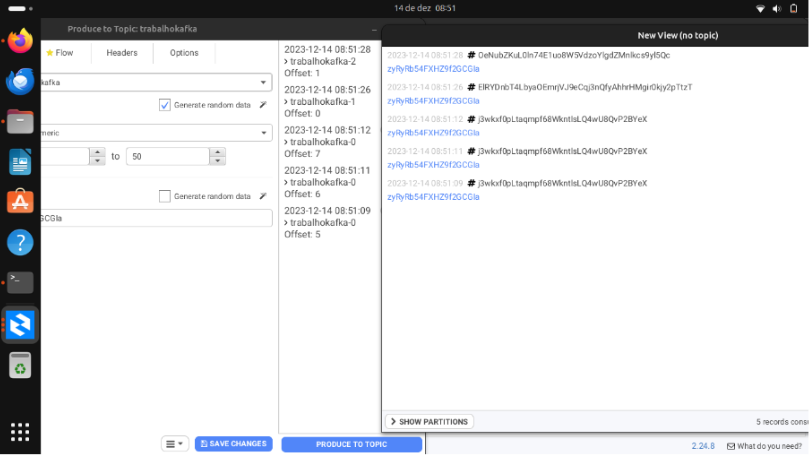 14 de dez 08:51
Produce to Topic: trabalhokafka
Flow
Headers
Options
kafka
Generate random data
meric
to 50
Generate random data
GCGla
SAVE CHANGES
2023-12-14 08:51:28
> trabalhokafka-2
Offset: 1
2023-12-14 08:51:26
> trabalhokafka-1
Offset: 0
2023-12-14 08:51:12
> trabalhokafka-0
Offset: 7
2023-12-14 08:51:11
> trabalhokafka-0
Offset: 6
2023-12-14 08:51:09
> trabalhokafka-0
Offset: 5
PRODUCE TO TOPIC
New View (no topic)
2023-12-14 08:51:28 # OeNubZKuL0ln74E1uo8W5VdzoYlgdZMnlkcs9yl5Qc
zyRyRb54FXHZ9f2GCGla
2023-12-14 08:51:26 # ElRYDnbT4LbyaOEmrjVJ9eCqj3nQfyAhhrHMgir0kjy2pTtzT
zyRyRb54FXHZ9f2GCGla
2023-12-14 08:51:12 # j3wkxf0pLtaqmpf68WkntlsLQ4wU8QvP2BYeX
zyRyRb54FXHZ9f2GCGla
2023-12-14 08:51:11 # j3wkxf0pLtaqmpf68WkntlsLQ4wU8QvP2BYeX
zyRyRb54FXHZ9f2GCGla
2023-12-14 08:51:09 # j3wkxf0pLtaqmpf68WkntlsLQ4wU8QvP2BYeX
zyRyRb54FXHZ9f2GCGla
> SHOW PARTITIONS
5 records consu
2.24.8
What do you need?